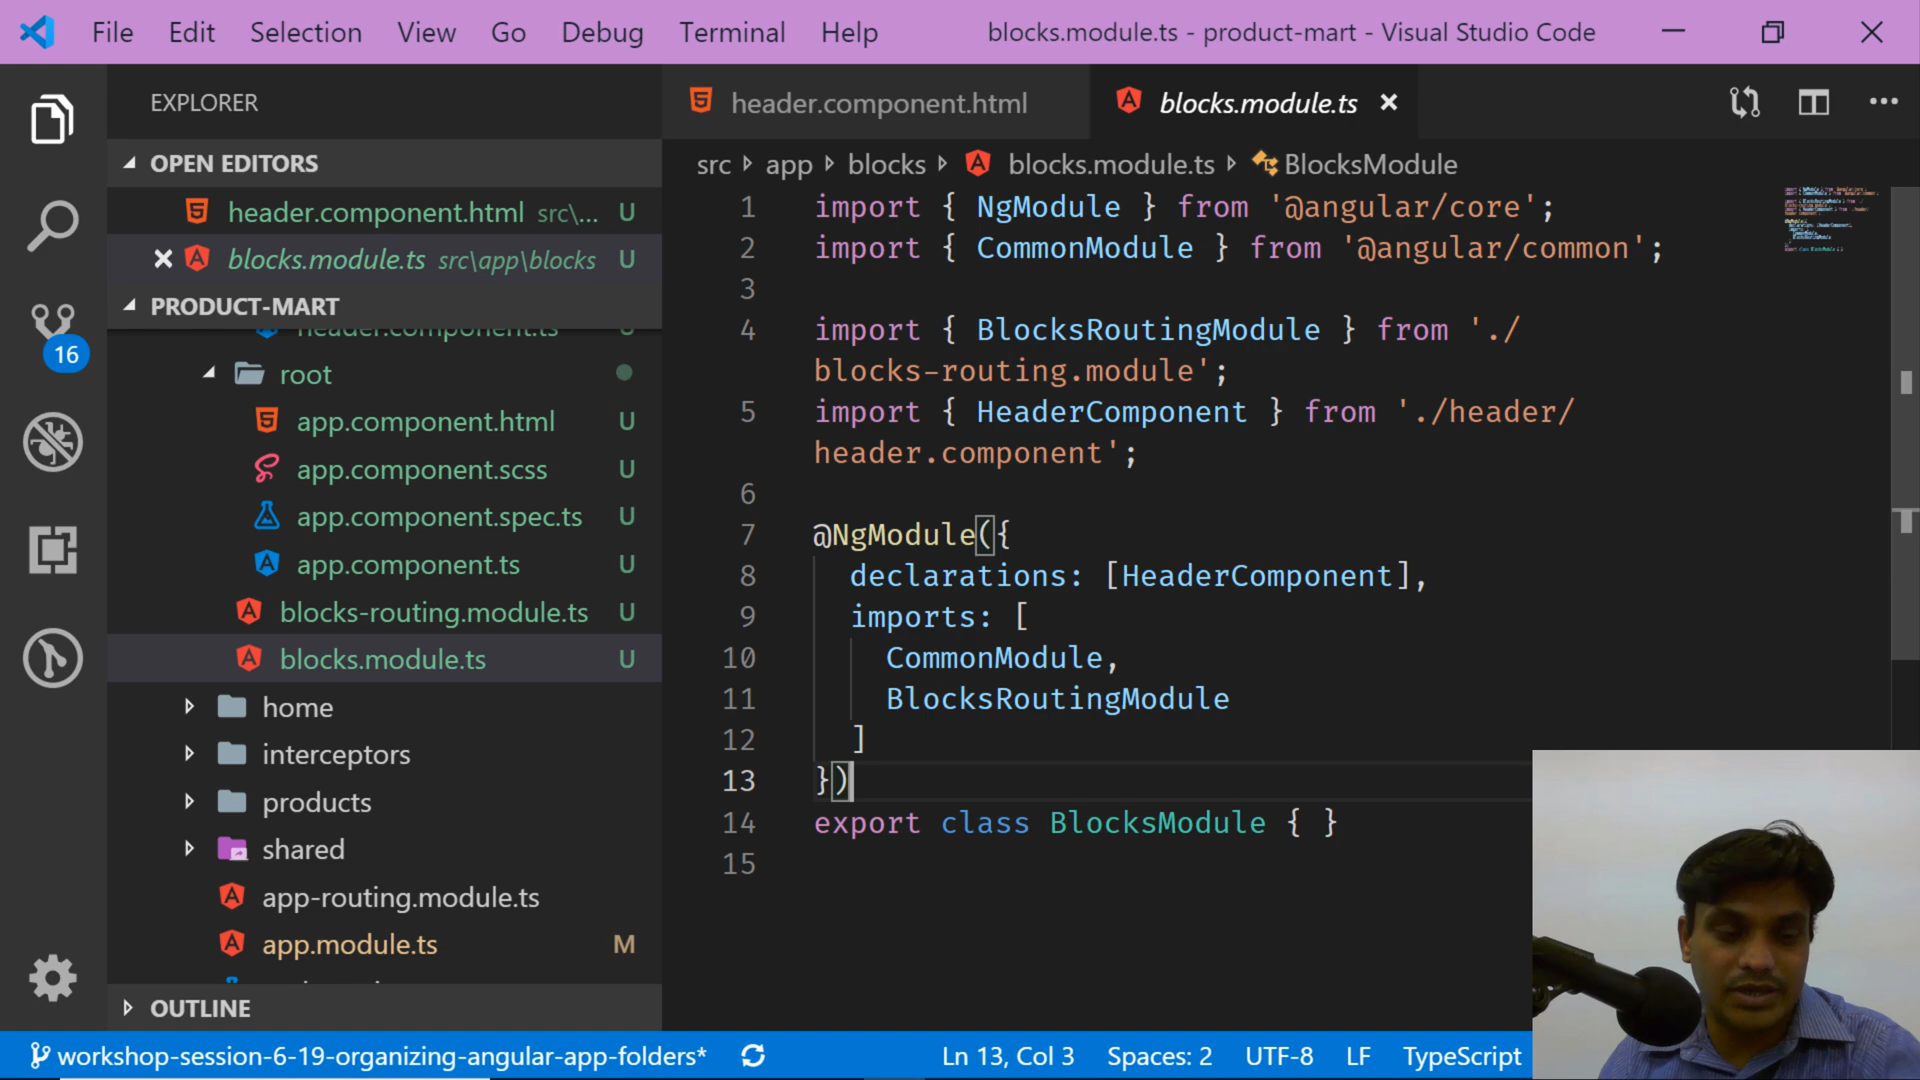 File Edit Selection View Go Debug Terminal Help blocks.module.ts - product-mart - Visual Studio Code
EXPLORER
OPEN EDITORS
header.component.html src\... U
blocks.module.ts src\app\blocks U
PRODUCT-MART
header.component.ts
root
app.component.html U
app.component.scss U
app.component.spec.ts U
app.component.ts U
blocks-routing.module.ts U
blocks.module.ts U
home
interceptors
products
shared
app-routing.module.ts
app.module.ts M
OUTLINE
16
header.component.html blocks.module.ts
src app blocks blocks.module.ts BlocksModule
1 import { NgModule } from '@angular/core';
2 import { CommonModule } from '@angular/common';
3
4 import { BlocksRoutingModule } from './
blocks-routing.module';
5 import { HeaderComponent } from './header/
header.component';
6
7 @NgModule({
8 declarations: [HeaderComponent],
9 imports: [
10 CommonModule,
11 BlocksRoutingModule
12 ]
13 })
14 export class BlocksModule { }
15
workshop-session-6-19-organizing-angular-app-folders* Ln 13, Col 3 Spaces: 2 UTF-8 LF TypeScript